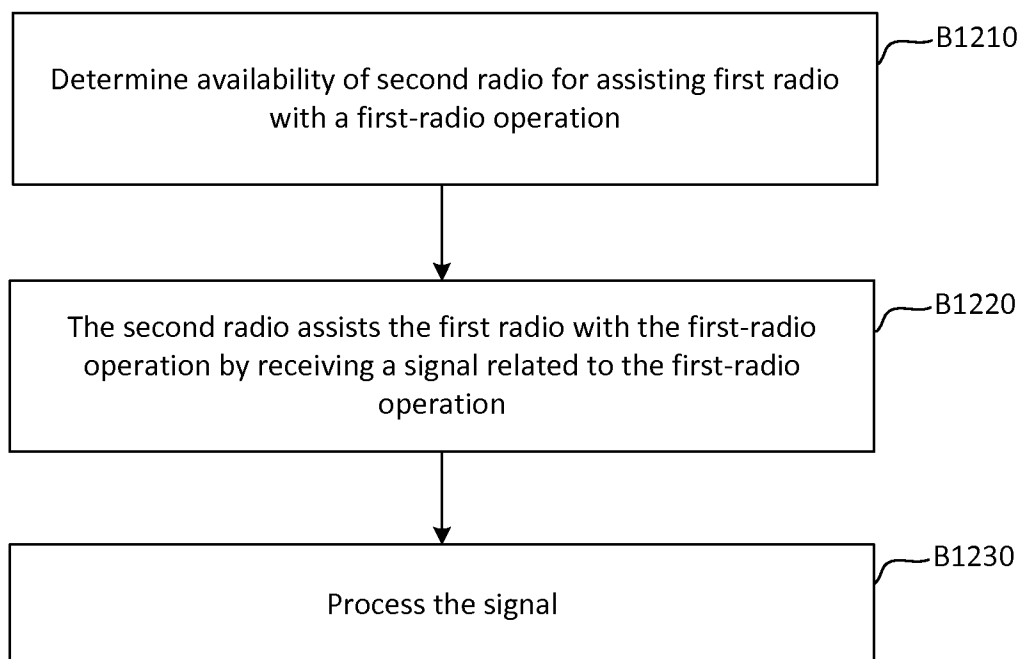 B1210
Determine availability of second radio for assisting first radio
with a first-radio operation
B1220
The second radio assists the first radio with the first-radio
operation by receiving a signal related to the first-radio
operation
B1230
Process the signal